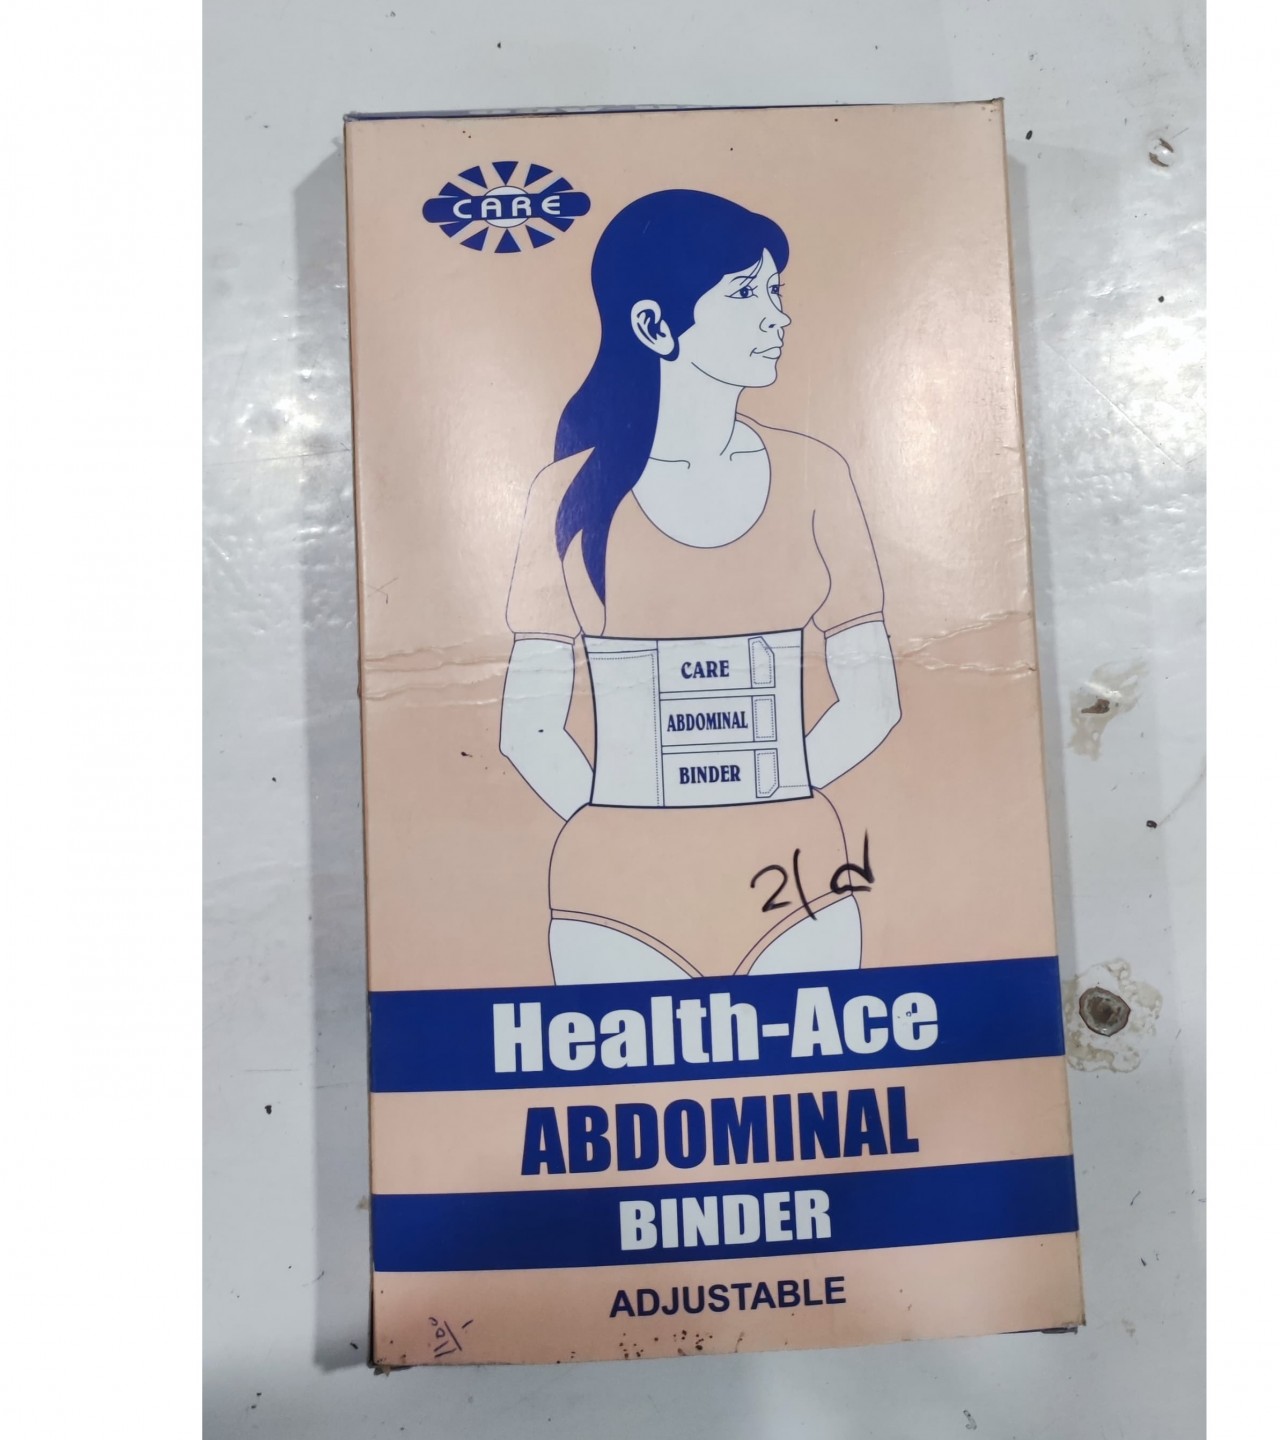 CARE
CARE
ABDOMINAL
BINDER
Health-Ace
ABDOMINAL
BINDER
ADJUSTABLE